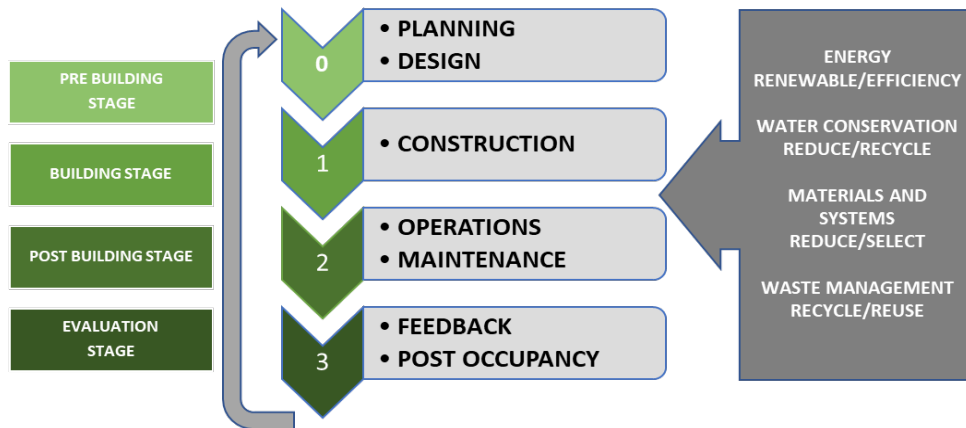 PRE BUILDING
STAGE
BUILDING STAGE
POST BUILDING STAGE
EVALUATION
STAGE
0
• PLANNING
• DESIGN
1
• CONSTRUCTION
2
• OPERATIONS
• MAINTENANCE
3
• FEEDBACK
• POST OCCUPANCY
ENERGY
RENEWABLE/EFFICIENCY
WATER CONSERVATION
REDUCE/RECYCLE
MATERIALS AND
SYSTEMS
REDUCE/SELECT
WASTE MANAGEMENT
RECYCLE/REUSE